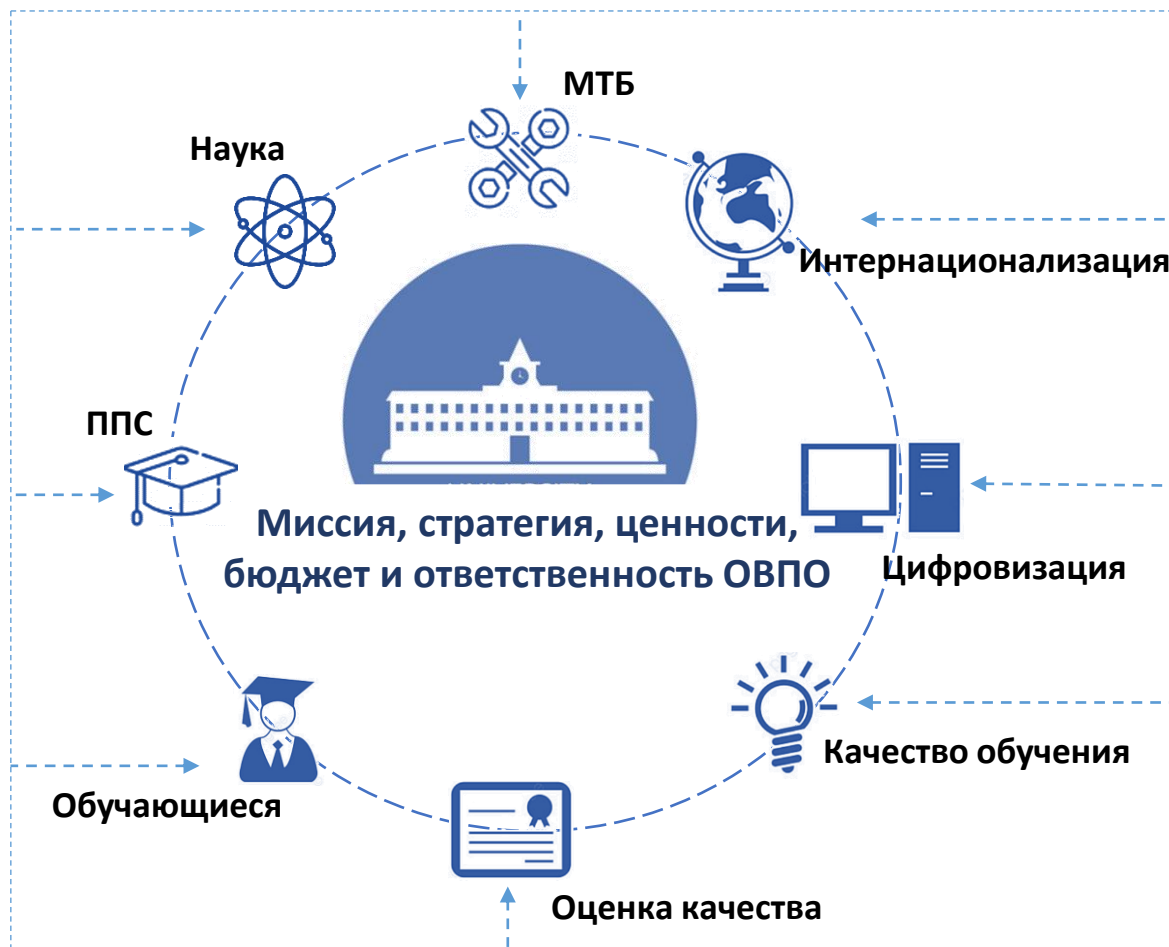 МТБ
Наука
Интернационализация
ППС
Миссия, стратегия, ценности,
бюджет и ответственность ОВПО
Цифровизация
Качество обучения
Обучающиеся
Оценка качества